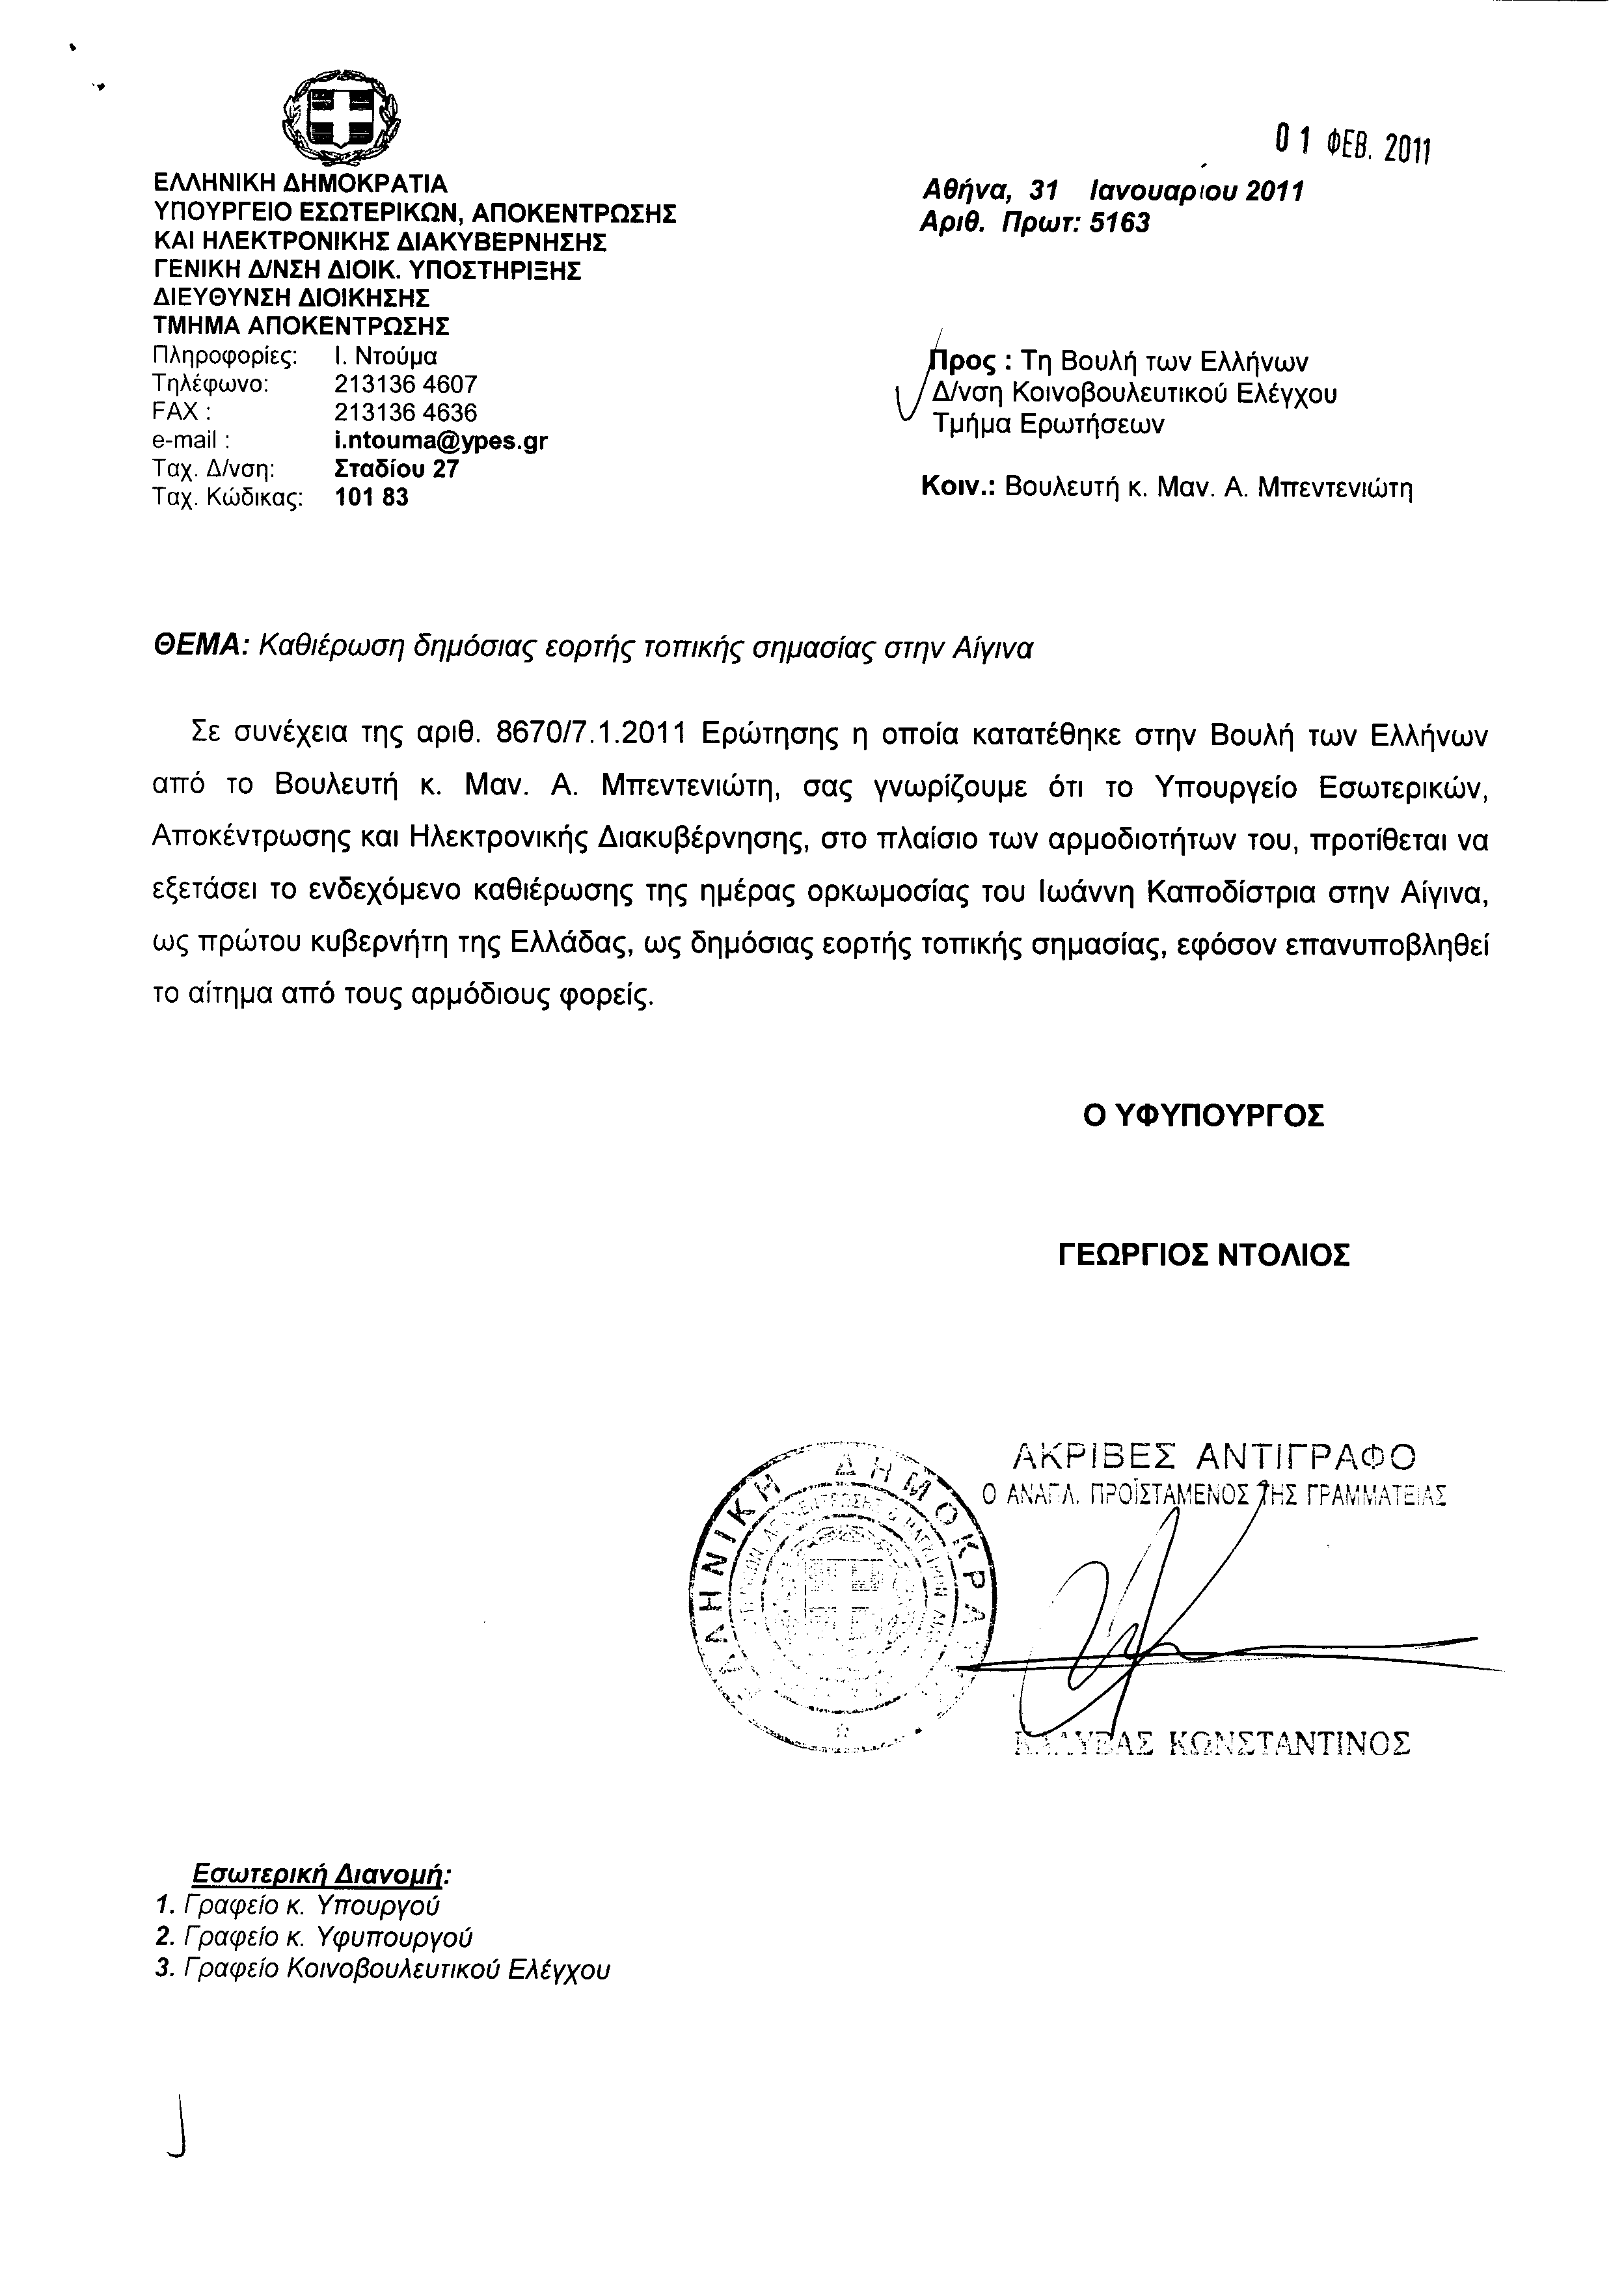 0 1 ΦΕΒ. 2011
ΕΛΛΗΝΙΚΗ ΔΗΜΟΚΡΑΤΙΑ
ΥΠΟΥΡΓΕΙΟ ΕΣΩΤΕΡΙΚΩΝ, ΑΠΟΚΕΝΤΡΩΣΗΣ
ΚΑΙ ΗΛΕΚΤΡΟΝΙΚΗΣ ΔΙΑΚΥΒΕΡΝΗΣΗΣ
ΓΕΝΙΚΗ Δ/ΝΣΗ ΔΙΟΙΚ. ΥΠΟΣΤΗΡΙΞΗΣ
ΔΙΕΥΘΥΝΣΗ ΔΙΟΙΚΗΣΗΣ
ΤΜΗΜΑ ΑΠΟΚΕΝΤΡΩΣΗΣ
Πληροφορίες: Ι. Ντούμα
Τηλέφωνο: 213136 4607
FAX : 213136 4636
e-mail : i.ntouma@ypes.gr
Ταχ. Δ/νση: Σταδίου 27
Ταχ. Κώδικας: 101 83
Αθήνα, 31 Ιανουαρίου 2011
Αριθ. Πρωτ: 5163
Προς : Τη Βουλή των Ελλήνων
Δ/νση Κοινοβουλευτικού Ελέγχου
Τμήμα Ερωτήσεων
Κοιν.: Βουλευτή κ. Μαν. Α. Μπεντενιώτη
ΘΕΜΑ: Καθιέρωση δημόσιας εορτής τοπικής σημασίας στην Αίγινα
Σε συνέχεια της αριθ. 8670/7.1.2011 Ερώτησης η οποία κατατέθηκε στην Βουλή των Ελλήνων
από το Βουλευτή κ. Μαν. Α. Μπεντενιώτη, σας γνωρίζουμε ότι το Υπουργείο Εσωτερικών,
Αποκέντρωσης και Ηλεκτρονικής Διακυβέρνησης, στο πλαίσιο των αρμοδιοτήτων του, προτίθεται να
εξετάσει το ενδεχόμενο καθιέρωσης της ημέρας ορκωμοσίας του Ιωάννη Καποδίστρια στην Αίγινα,
ως πρώτου κυβερνήτη της Ελλάδας, ως δημόσιας εορτής τοπικής σημασίας, εφόσον επανυποβληθεί
το αίτημα από τους αρμόδιους φορείς.
Ο ΥΦΥΠΟΥΡΓΟΣ
ΓΕΩΡΓΙΟΣ ΝΤΟΛΙΟΣ
ΑΚΡΙΒΕΣ ΑΝΤΙΓΡΑΦΟ
Ο ΑΝΑΠΛ. ΠΡΟΪΣΤΑΜΕΝΟΣ ΤΗΣ ΓΡΑΜΜΑΤΕΙΑΣ
ΕΛΛΗΝΙΚΗ ΔΗΜΟΚΡΑΤΙΑ
ΚΩΝΣΤΑΝΤΙΝΟΣ
Εσωτερική Διανομή:
1. Γραφείο κ. Υπουργού
2. Γραφείο κ. Υφυπουργού
3. Γραφείο Κοινοβουλευτικού Ελέγχου